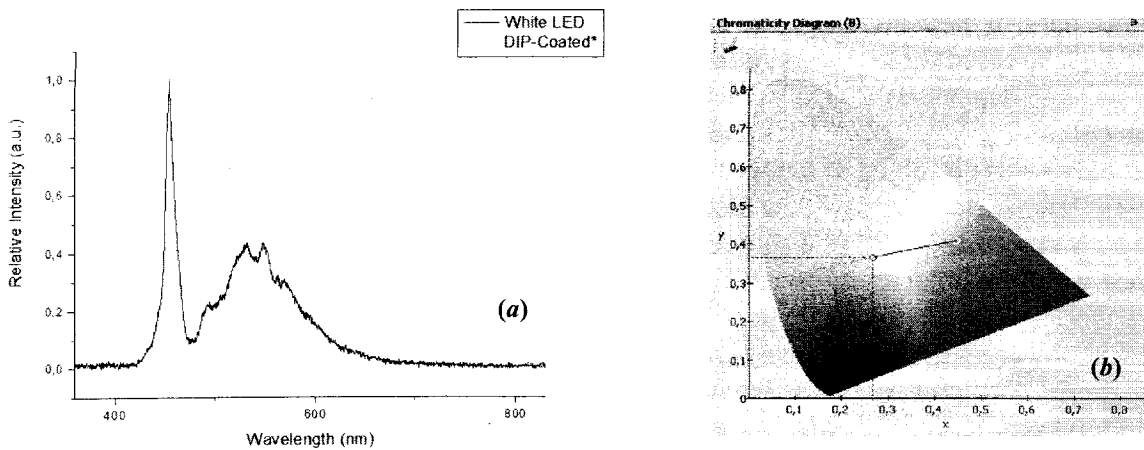 White LED
DIP-Coated*
1,0
0,8
0,6
0,4
0,2
0,0
Relative Intensity (a.u.)
400
600
800
Wavelength (nm)
(a)
Chromaticity Diagram (8)
0,8
0,7
0,6
0,5
y
0,4
0,3
0,2
0,1
0
0,1
0,2
0,3
0,4
0,5
0,6
0,7
0,8
x
(b)